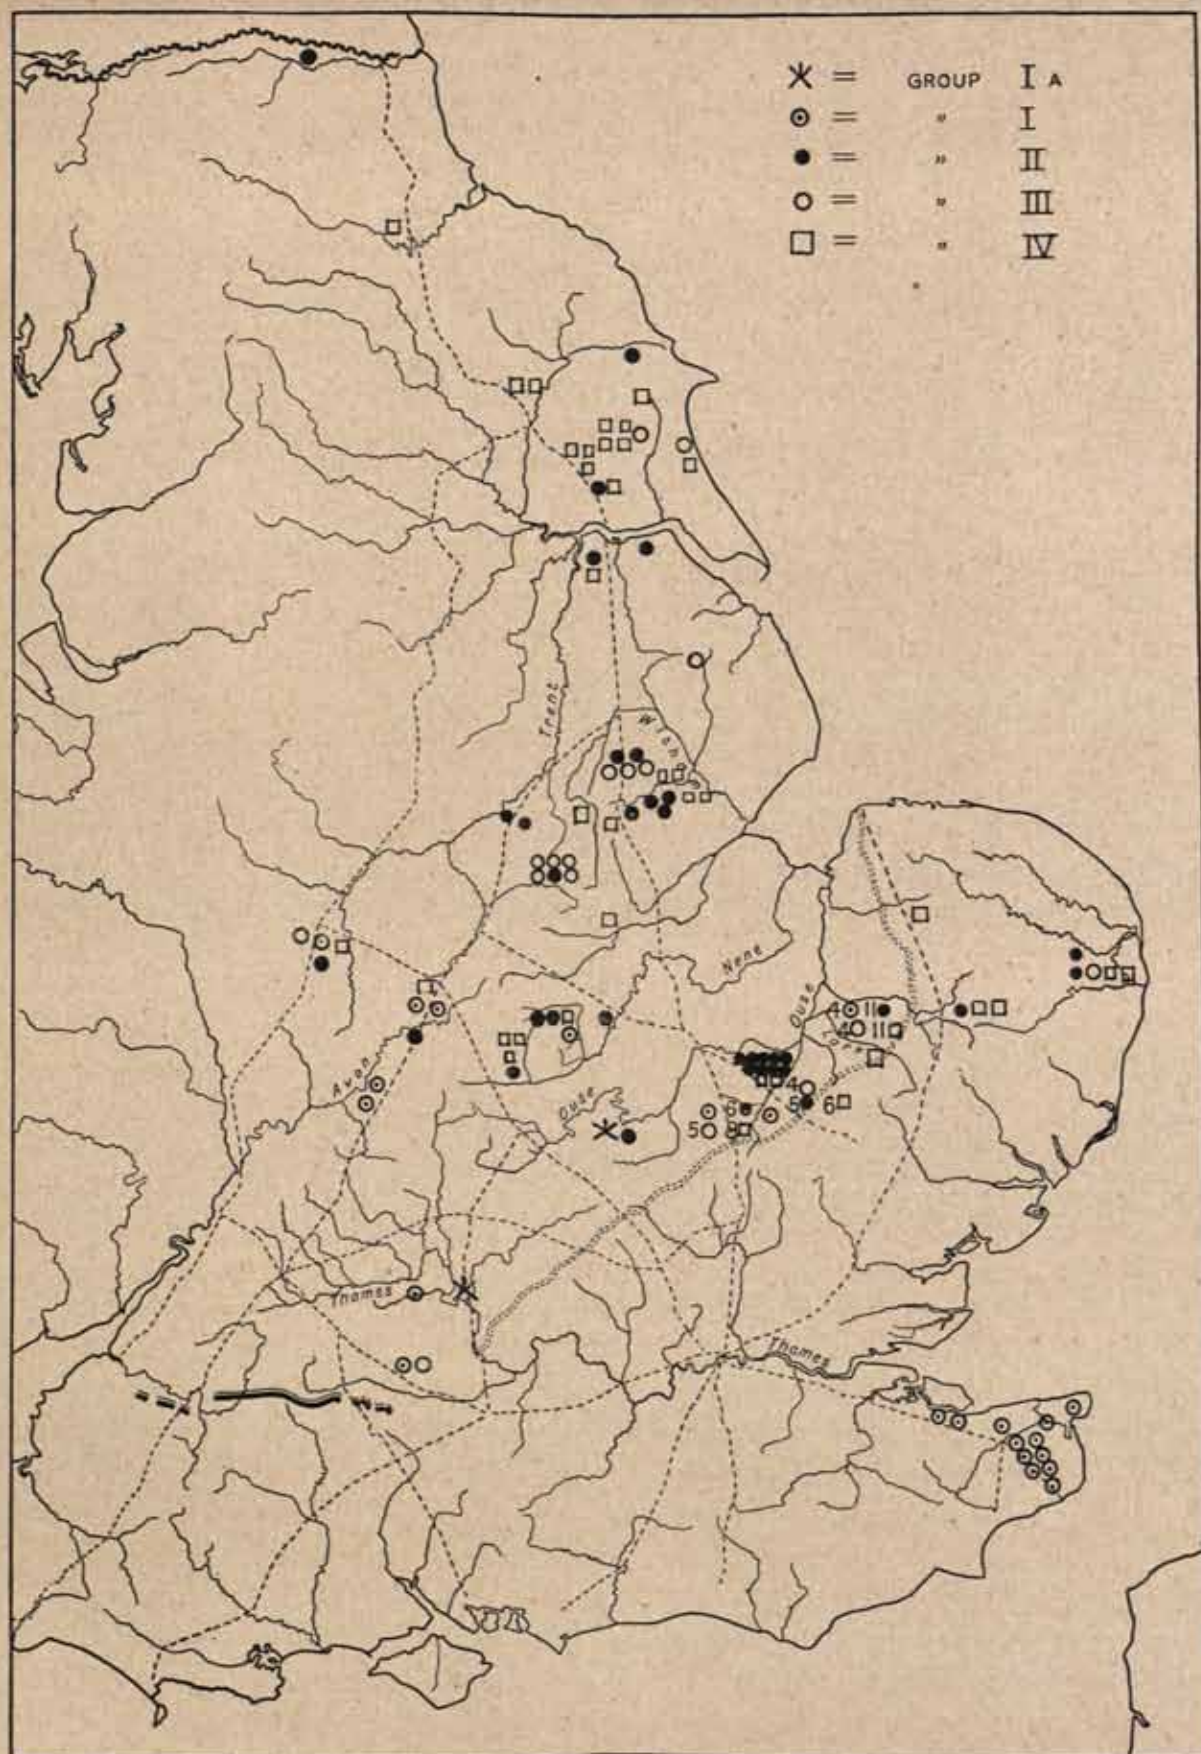 = GROUP I A
= " I
= " II
= " III
= " IV
Trent
Witham
Nene
Ouse
4 11
4 11
Avon
Ouse
4
5 6
6
5 8
Thames
Thames